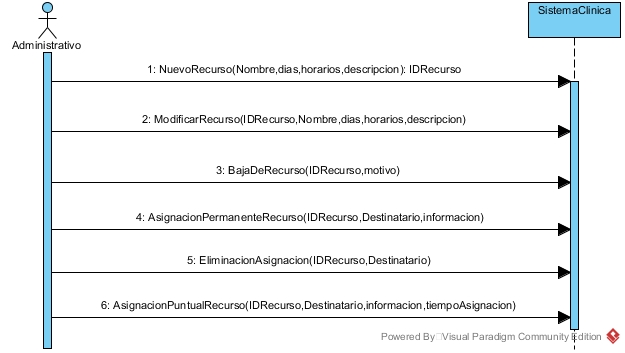 SistemaClinica
Administrativo
1: NuevoRecurso(Nombre,dias,horarios,descripcion): IDRecurso
2: ModificarRecurso(IDRecurso,Nombre,dias,horarios,descripcion)
3: BajaDeRecurso(IDRecurso,motivo)
4: AsignacionPermanenteRecurso(IDRecurso,Destinatario,informacion)
5: EliminacionAsignacion(IDRecurso,Destinatario)
6: AsignacionPuntualRecurso(IDRecurso,Destinatario,informacion,tiempoAsignacion)
Powered By Visual Paradigm Community Edition